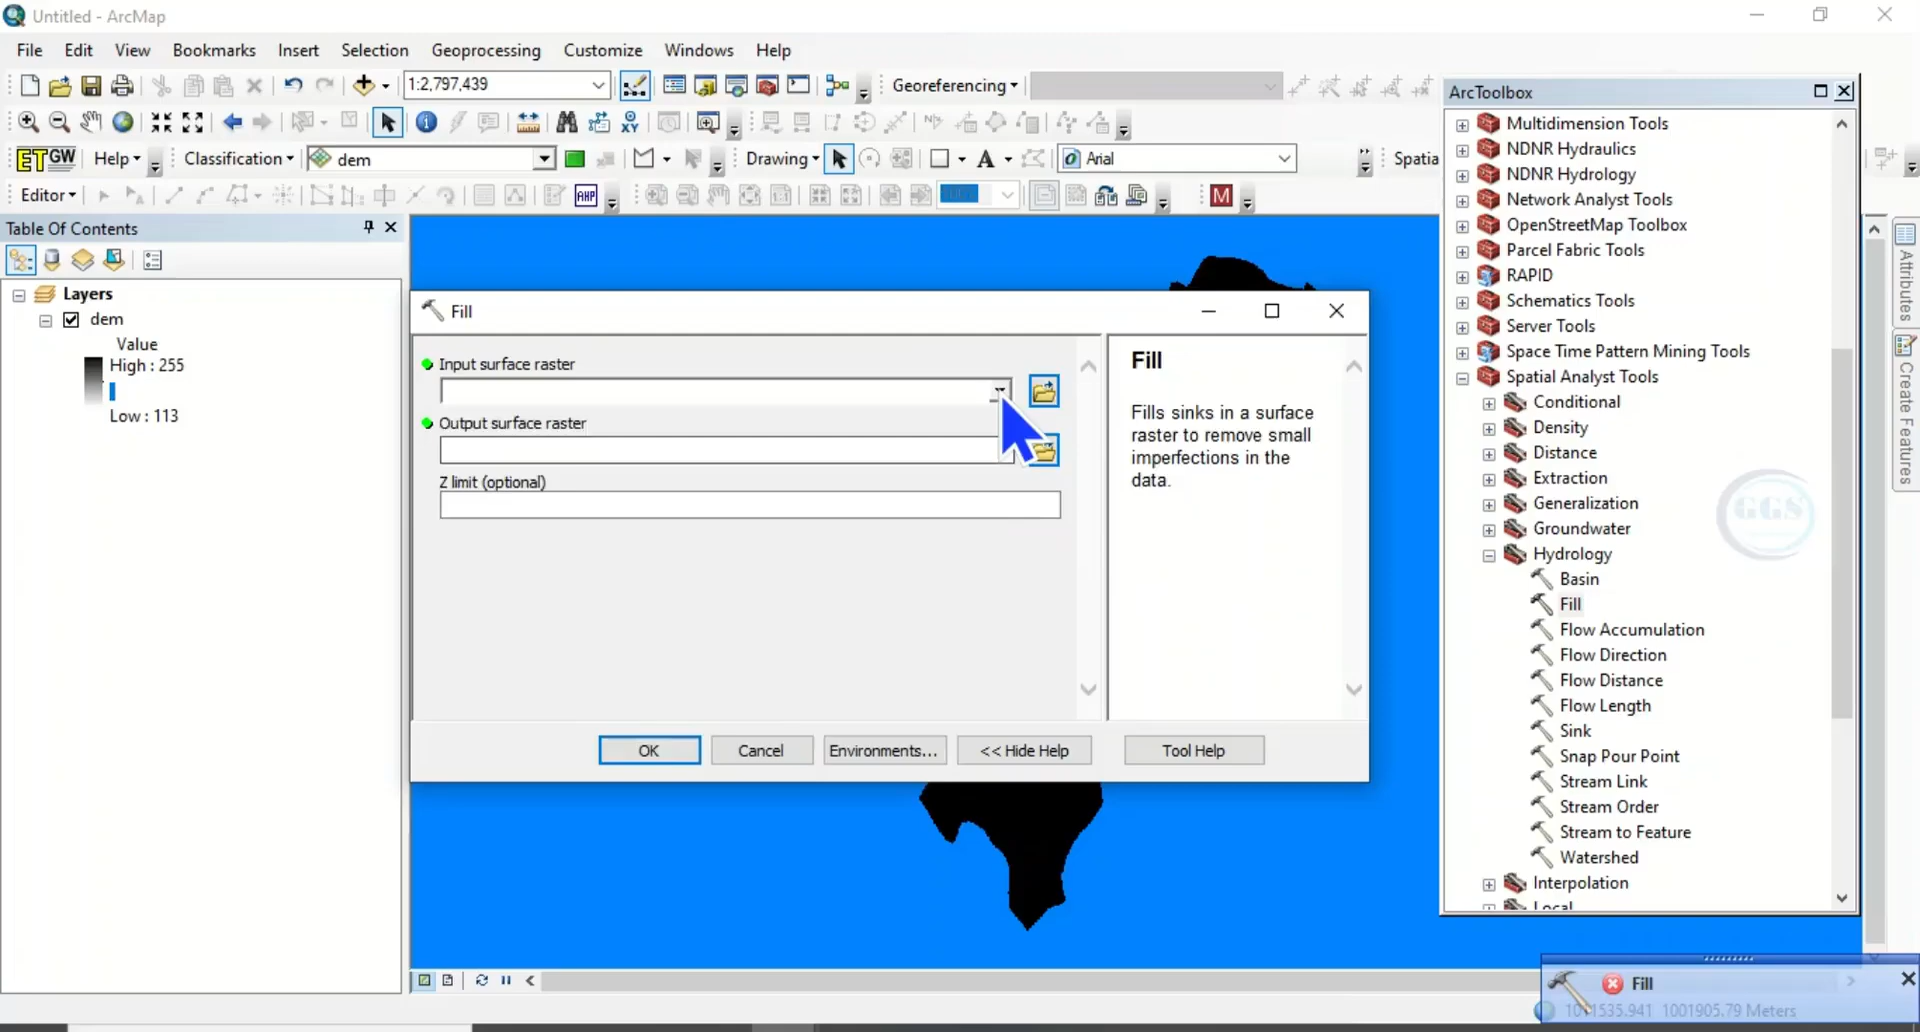 Untitled - ArcMap
File Edit View Bookmarks Insert Selection Geoprocessing Customize Windows Help
1:2,797,439
Georeferencing
ET GW
Help
Classification
dem
Drawing
A
Arial
Spatia
Editor
AHP
M
Table Of Contents
Layers
dem
Value
High : 255
Low : 113
Fill
Input surface raster
Output surface raster
Z limit (optional)
OK
Cancel
Environments...
<< Hide Help
Tool Help
Fill
Fills sinks in a surface
raster to remove small
imperfections in the
data.
ArcToolbox
Multidimension Tools
NDNR Hydraulics
NDNR Hydrology
Network Analyst Tools
OpenStreetMap Toolbox
Parcel Fabric Tools
RAPID
Schematics Tools
Server Tools
Space Time Pattern Mining Tools
Spatial Analyst Tools
Conditional
Density
Distance
Extraction
Generalization
Groundwater
Hydrology
Basin
Fill
Flow Accumulation
Flow Direction
Flow Distance
Flow Length
Sink
Snap Pour Point
Stream Link
Stream Order
Stream to Feature
Watershed
Interpolation
Local
GGS
Attributes
Create Features
Fill
1001905.79 Meters